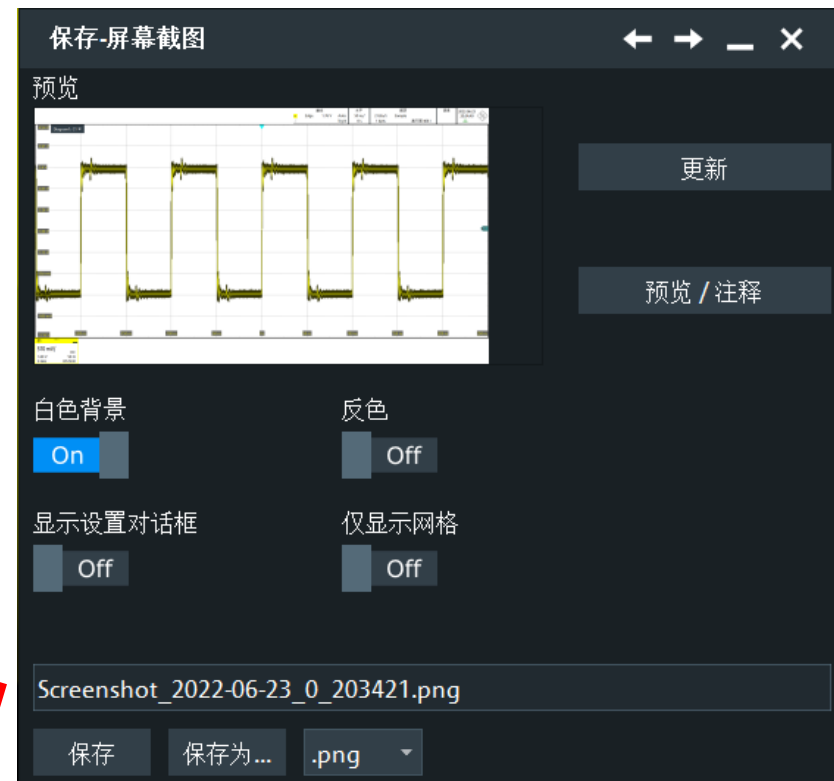 保存-屏幕截图
预览
更新
预览 / 注释
白色背景
反色
On
Off
显示设置对话框
仅显示网格
Off
Off
Screenshot_2022-06-23_0_203421.png
保存
保存为...
.png